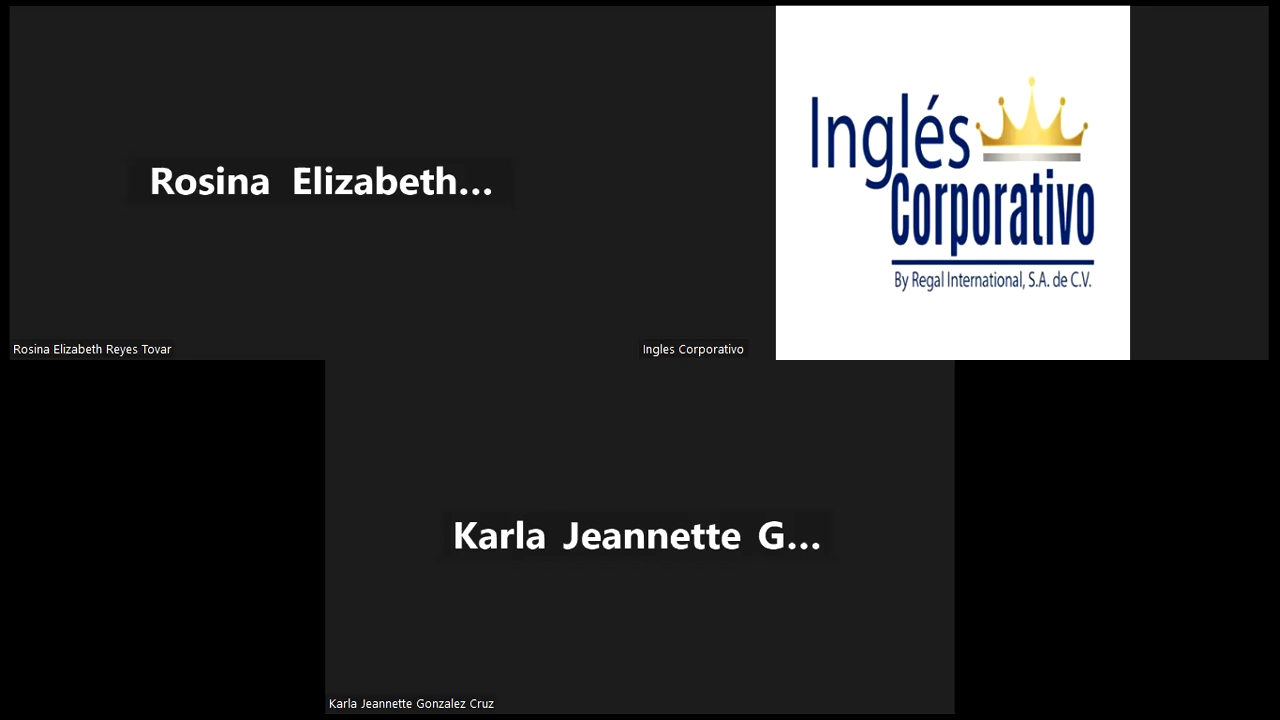 Rosina Elizabeth...
Rosina Elizabeth Reyes Tovar
Inglés
Corporativo
By Regal International, S.A. de C.V.
Ingles Corporativo
Karla Jeannette G...
Karla Jeannette Gonzalez Cruz